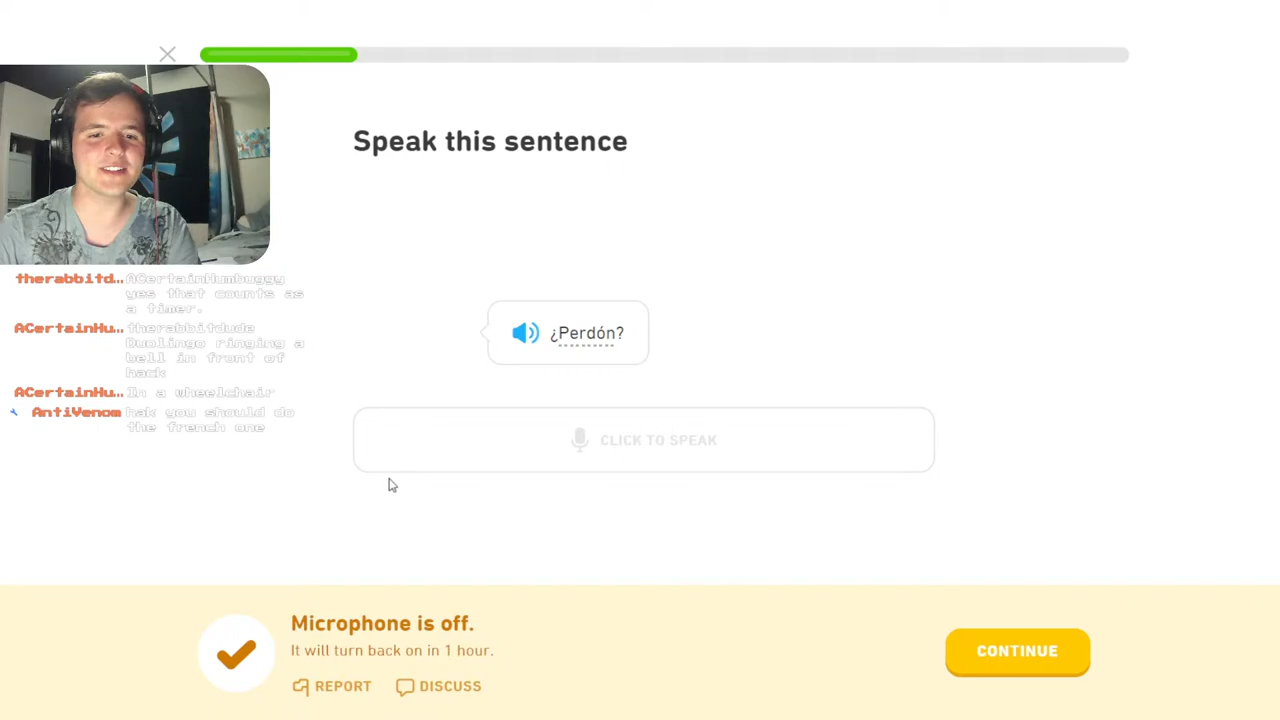 Speak this sentence
therabbitd... ACertainHumbuggy
yes that counts as
a timer.
ACertainHu... therabbitdude
Duolingo ringing a
bell in front of
hack
ACertainHu... In a wheelchair
AntiVenom hak you should do
the french one
¿Perdón?
CLICK TO SPEAK
Microphone is off.
It will turn back on in 1 hour.
REPORT DISCUSS
CONTINUE